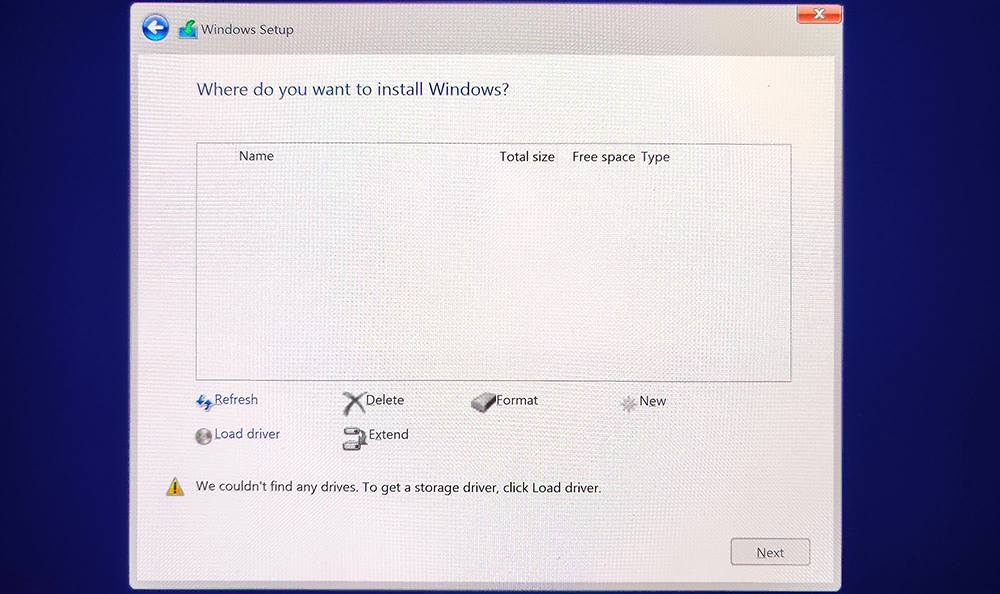 Windows Setup
Where do you want to install Windows?
Name Total size Free space Type
Refresh Delete Format New
Load driver Extend
We couldn't find any drives. To get a storage driver, click Load driver.
Next